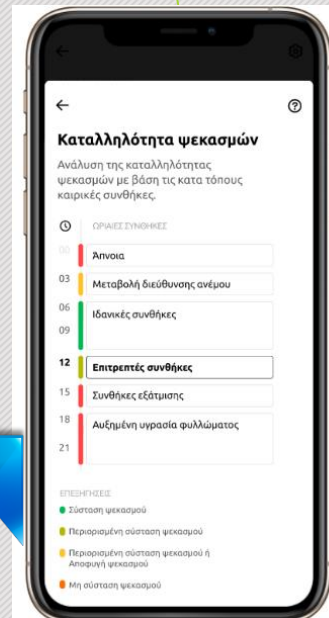 Καταλληλότητα ψεκασμών
Ανάλυση της καταλληλότητας
ψεκασμών με βάση τις κατα τόπους
καιρικές συνθήκες.
ΩΡΙΑΙΕΣ ΣΥΝΘΗΚΕΣ
00 Άπνοια
03 Μεταβολή διεύθυνσης ανέμου
06 Ιδανικές συνθήκες
09
12 Επιτρεπτές συνθήκες
15 Συνθήκες εξάτμισης
18 Αυξημένη υγρασία φυλλώματος
21
ΕΠΕΞΗΓΗΣΕΙΣ
Σύσταση ψεκασμού
Περιορισμένη σύσταση ψεκασμού
Περιορισμένη σύσταση ψεκασμού ή
Αποφυγή ψεκασμού
Μη σύσταση ψεκασμού